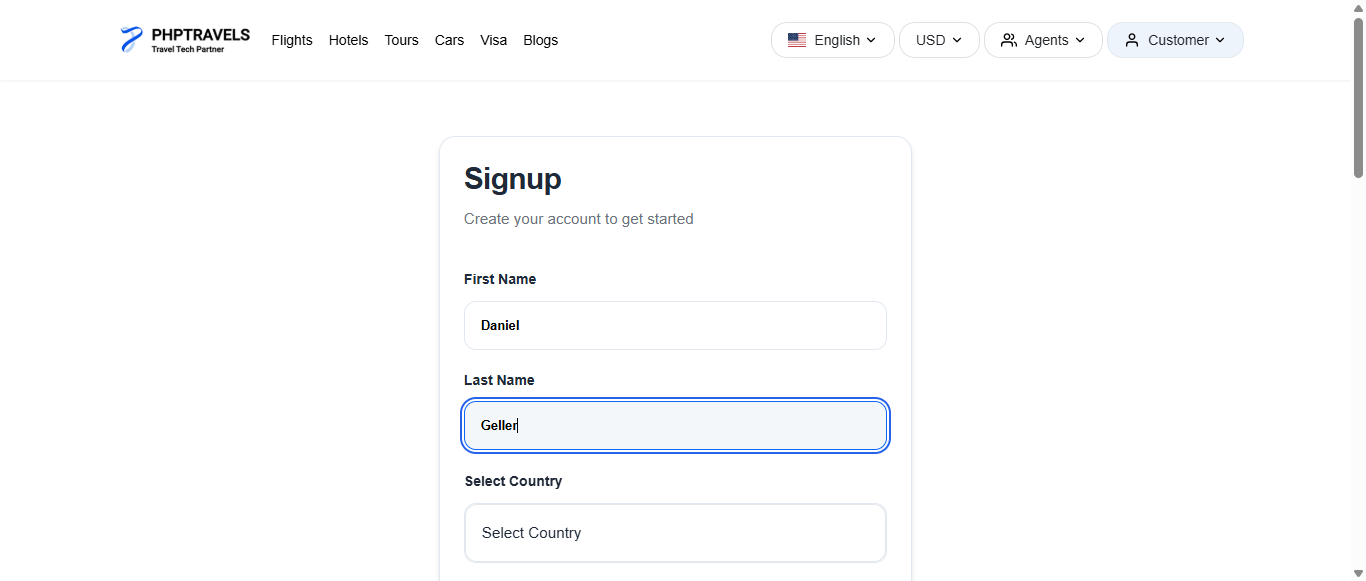 PHPTRAVELS
Travel Tech Partner
Flights Hotels Tours Cars Visa Blogs English USD Agents Customer
Signup
Create your account to get started
First Name
Daniel
Last Name
Geller
Select Country
Select Country